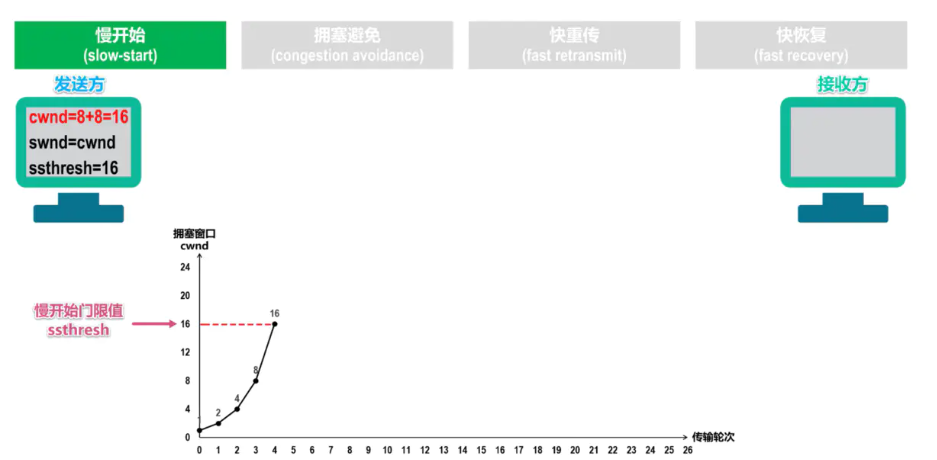 慢开始
(slow-start)
拥塞避免
(congestion avoidance)
快重传
(fast retransmit)
快恢复
(fast recovery)
发送方
cwnd=8+8=16
swnd=cwnd
ssthresh=16
接收方
拥塞窗口
cwnd
24
20
16
12
8
4
0
慢开始门限值
ssthresh
1
2
4
8
16
0 1 2 3 4 5 6 7 8 9 10 11 12 13 14 15 16 17 18 19 20 21 22 23 24 25 26
传输轮次